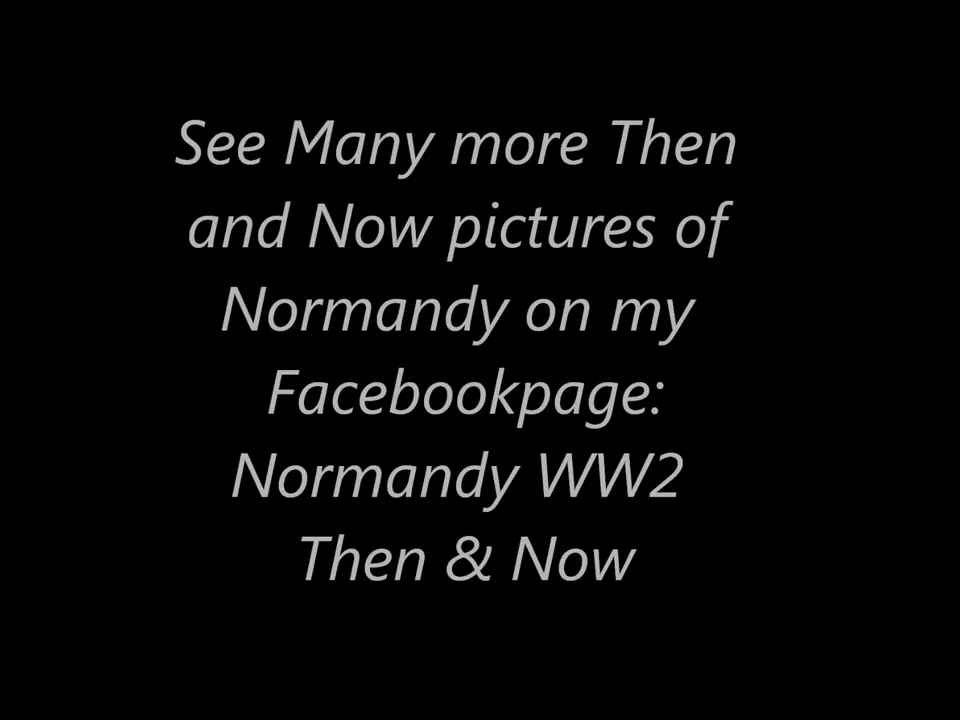 See Many more Then
and Now pictures of
Normandy on my
Facebookpage:
Normandy WW2
Then & Now